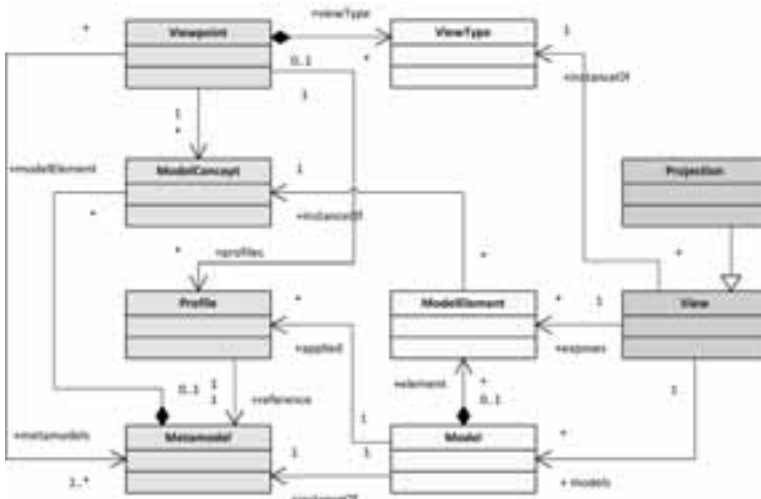 +viewType
* Viewpoint ViewType 1
0..1 *
1 +instanceOf
1
*
+modelElement ModelConcept 1 Projection
* +instanceOf
* +profiles * *
Profile * ModelElement * 1 View
+applied +exposes
0..1 1 +element * 1
1 +reference 0..1
1
+metamodels Metamodel 1 1 Model *
1..* + models
+instanceOf